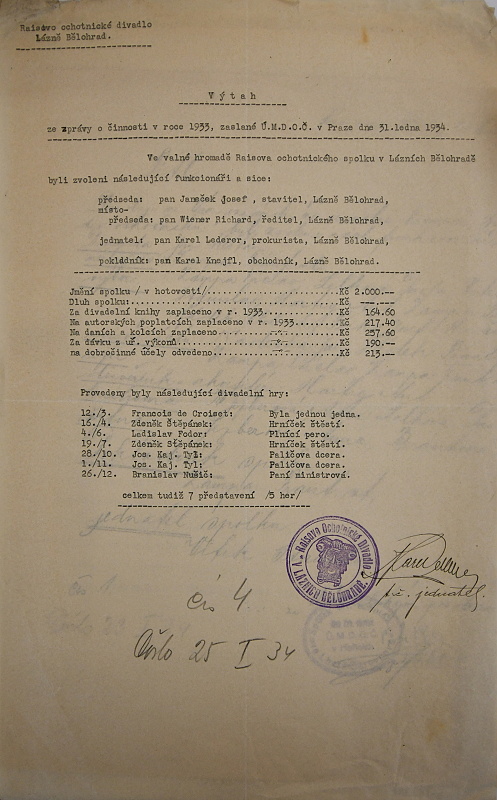 Raisovo ochotnické divadlo
Lázně Bělohrad.
Výtah
ze zprávy o činnosti v roce 1933, zaslané Ú.M.D.O.Č. v Praze dne 31.ledna 1934.
Ve valné hromadě Raisova ochotnického spolku v Lázních Bělohradě
byli zvoleni následující funkcionáři a sice:
předseda: pan Janeček Josef , stavitel, Lázně Bělohrad,
místo-
předseda: pan Wiener Richard, ředitel, Lázně Bělohrad,
jednatel: pan Karel Lederer, prokurista, Lázně Bělohrad,
pokladník: pan Karel Knejfl, obchodník, Lázně Bělohrad.
Jmění spolku / v hotovosti/..........Kč 2.000.--
Dluh spolku:..........Kč ---.--
Za divadelní knihy zaplaceno v r. 1933..........Kč 164.60
Na autorských poplatcích zaplaceno v r. 1933..........Kč 217.40
Na daních a kolcích zaplaceno..........Kč 257.60
Za dávku z uř. výkonů..........Kč 190.--
na dobročinné účely odvedeno..........Kč 213.--
Provedeny byly následující divadelní hry:
12./3. Francois de Croiset: Byla jednou jedna.
16./4. Zdeněk Štěpánek: Hrníček štěstí.
4./6. Ladislav Fodor: Plnící pero.
19./7. Zdeněk Štěpánek: Hrníček štěstí.
28./10. Jos. Kaj. Tyl: Paličova dcera.
1./11. Jos. Kaj. Tyl: Paličova dcera.
26./12. Branislav Nušič: Paní ministrová.
celkem tudíž 7 představení /5 her/
jednatel spolku
Raisovo Ochotnické Divadlo
V LÁZNÍCH BĚLOHRADĚ
t.č. jednatel.
čís 4.
Došlo 25 I 34